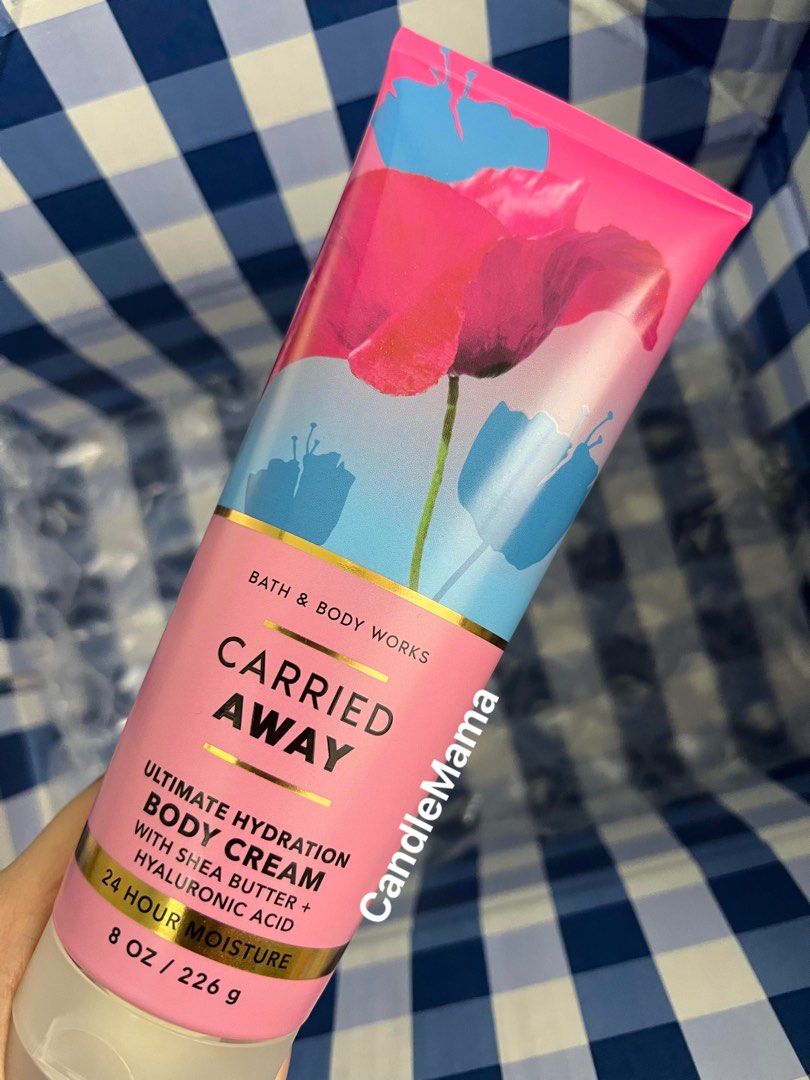 BATH & BODY WORKS
CARRIED
AWAY
ULTIMATE HYDRATION
BODY CREAM
WITH SHEA BUTTER +
HYALURONIC ACID
24 HOUR MOISTURE
8 OZ / 226 g
CandleMama